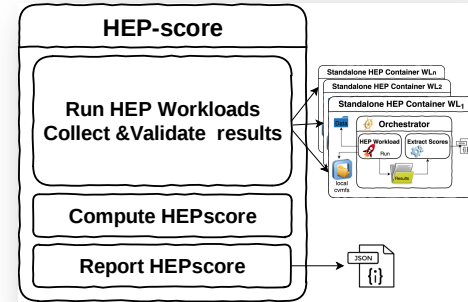 HEP-score
Run HEP Workloads
Collect &Validate  results
Compute HEPscore
Report HEPscore
Standalone HEP Container WLn
Standalone HEP Container WL2
Standalone HEP Container WL1
Orchestrator
Data
HEP Workload
Run
Extract Scores
Results
local
cvmfs
JSON
{i}